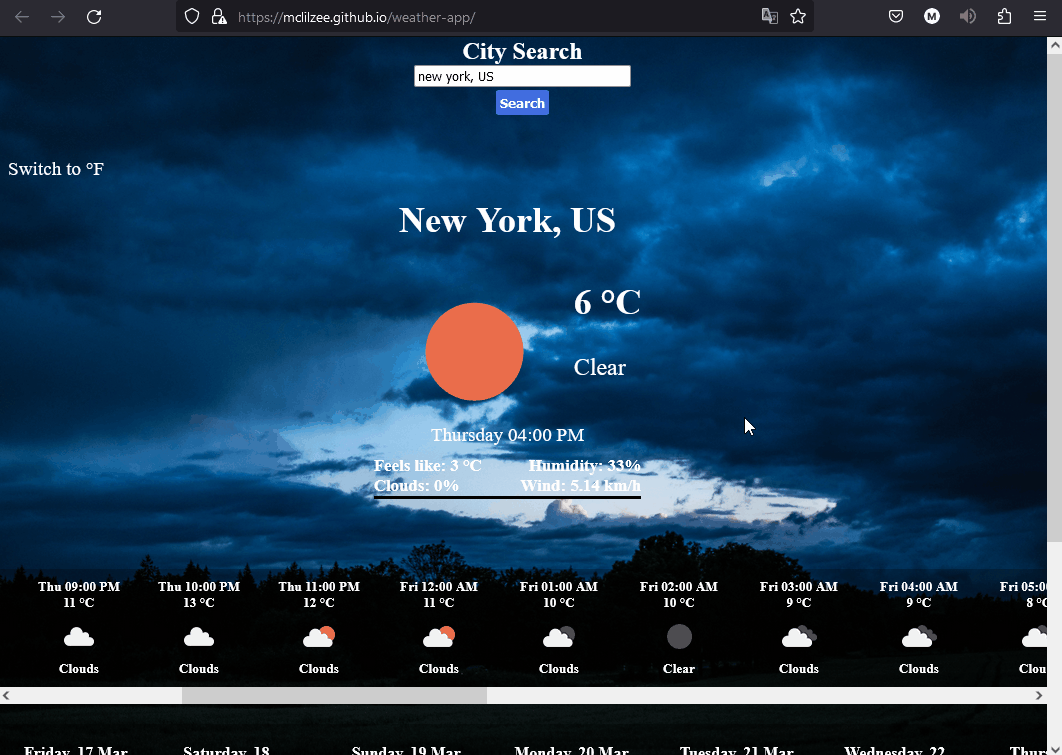 https://mclilzee.github.io/weather-app/
M
City Search
new york, US
Search
Switch to °F
New York, US
6 °C
Clear
Thursday 04:00 PM
Feels like: 3 °C Humidity: 33%
Clouds: 0% Wind: 5.14 km/h
Thu 09:00 PM Thu 10:00 PM Thu 11:00 PM Fri 12:00 AM Fri 01:00 AM Fri 02:00 AM Fri 03:00 AM Fri 04:00 AM Fri 05:00
11 °C 13 °C 12 °C 11 °C 10 °C 10 °C 9 °C 9 °C 8 °C
Clouds Clouds Clouds Clouds Clouds Clear Clouds Clouds Clou
Friday, 17 Mar Saturday, 18 Sunday, 19 Mar Monday, 20 Mar Tuesday, 21 Mar Wednesday, 22 Thurs